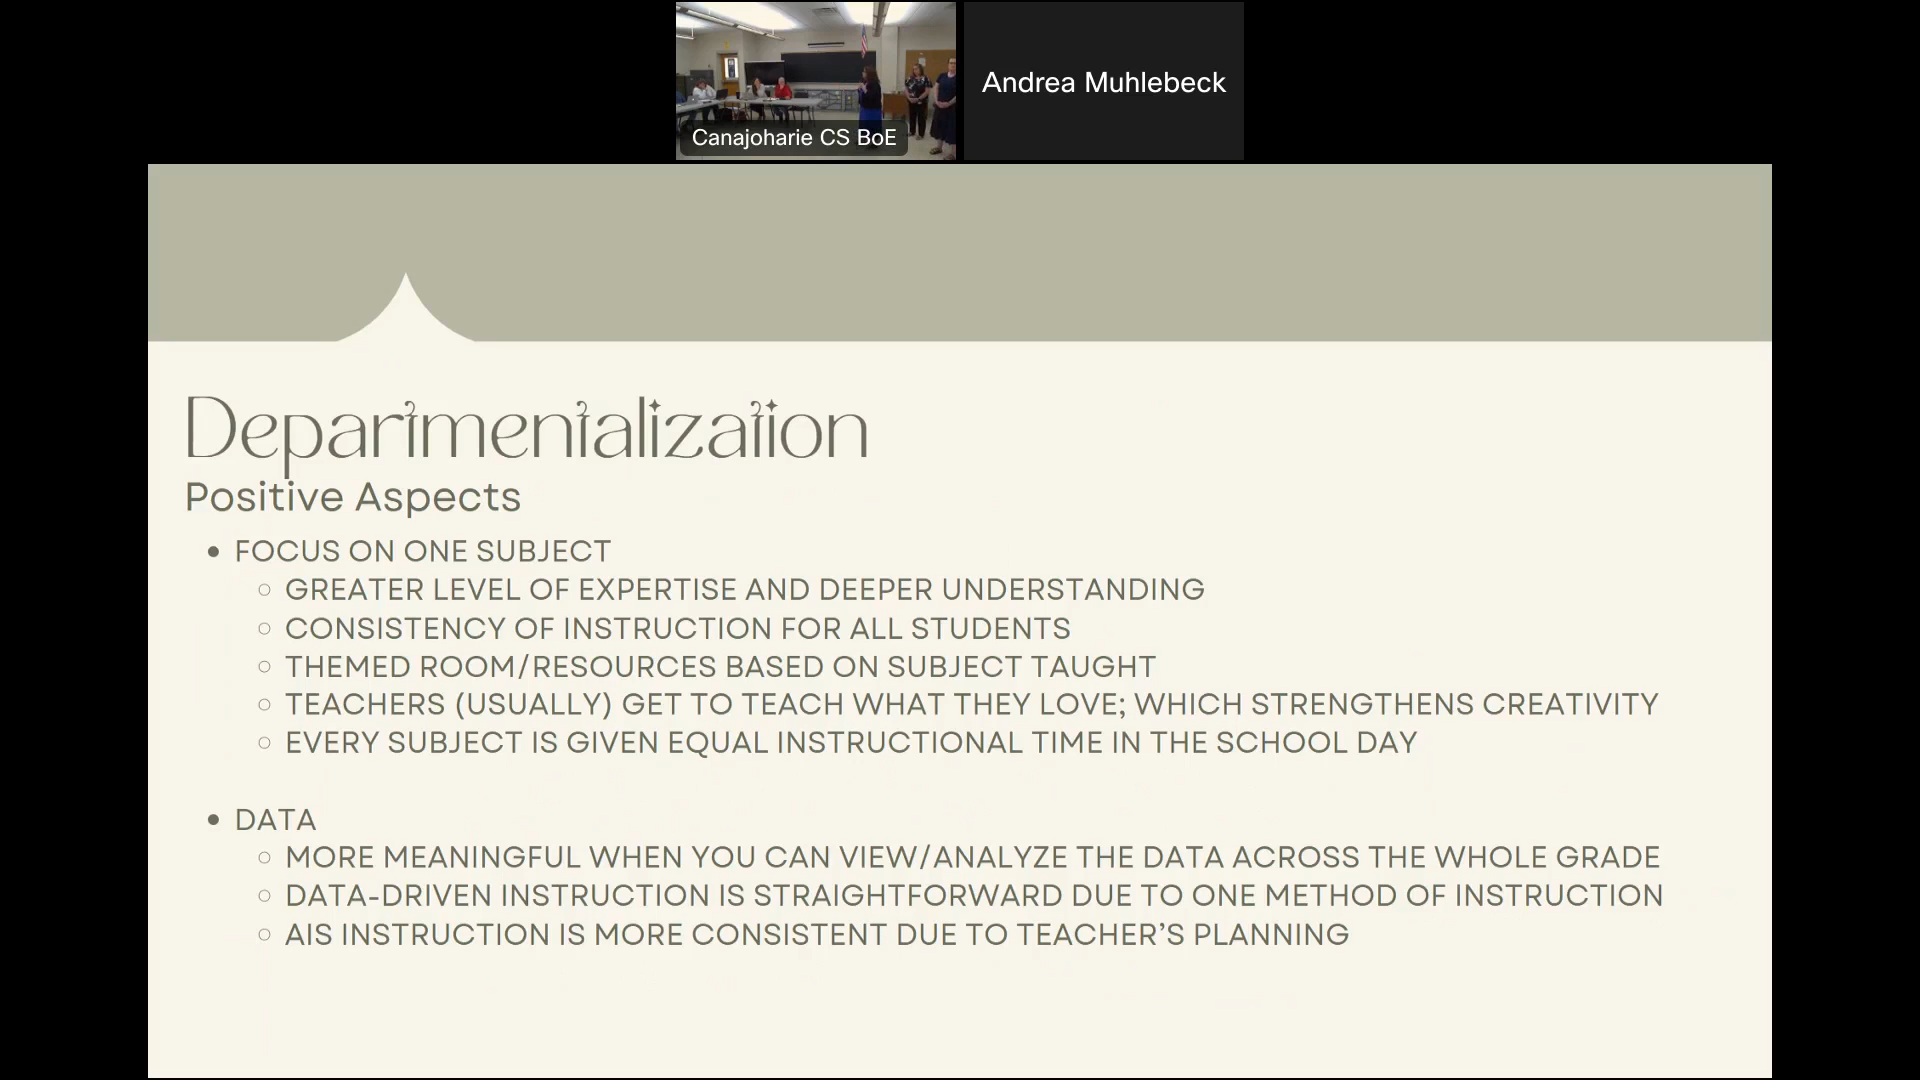 Canajoharie CS BoE
Andrea Muhlebeck
Departmentalization
Positive Aspects
FOCUS ON ONE SUBJECT
GREATER LEVEL OF EXPERTISE AND DEEPER UNDERSTANDING
CONSISTENCY OF INSTRUCTION FOR ALL STUDENTS
THEMED ROOM/RESOURCES BASED ON SUBJECT TAUGHT
TEACHERS (USUALLY) GET TO TEACH WHAT THEY LOVE; WHICH STRENGTHENS CREATIVITY
EVERY SUBJECT IS GIVEN EQUAL INSTRUCTIONAL TIME IN THE SCHOOL DAY
DATA
MORE MEANINGFUL WHEN YOU CAN VIEW/ANALYZE THE DATA ACROSS THE WHOLE GRADE
DATA-DRIVEN INSTRUCTION IS STRAIGHTFORWARD DUE TO ONE METHOD OF INSTRUCTION
AIS INSTRUCTION IS MORE CONSISTENT DUE TO TEACHER’S PLANNING